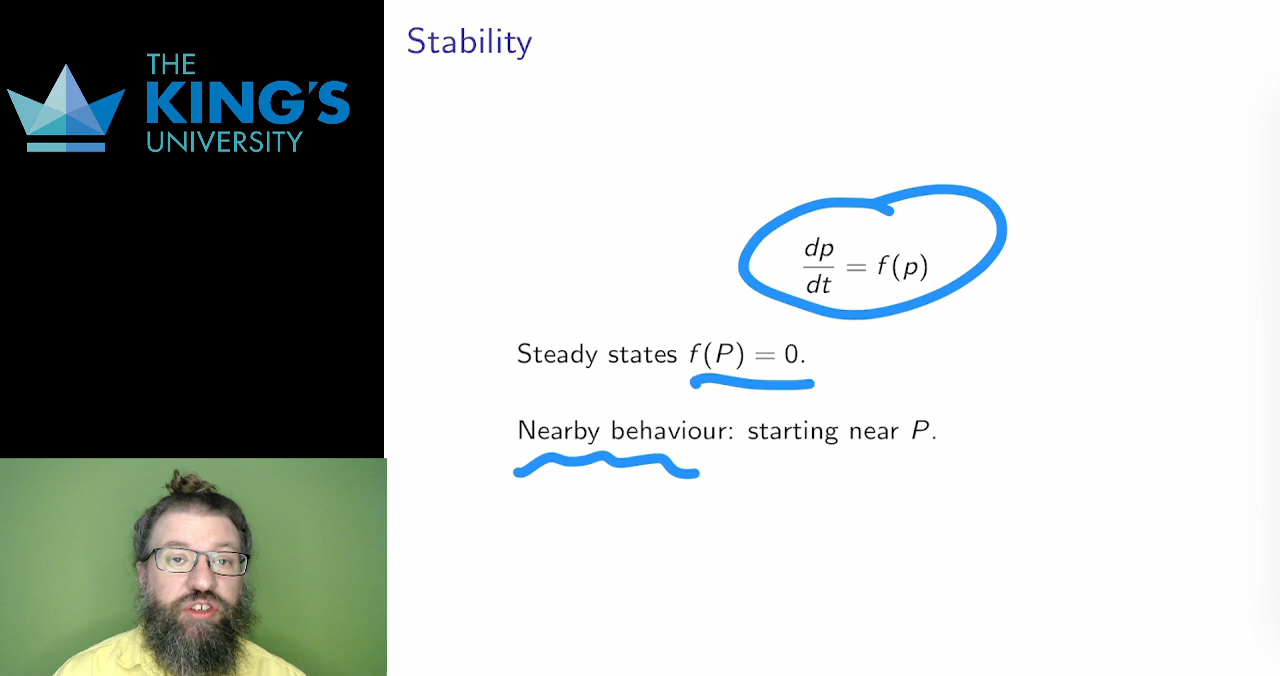 THE
KING'S
UNIVERSITY
Stability
dp/dt = f(p)
Steady states f(P) = 0.
Nearby behaviour: starting near P.